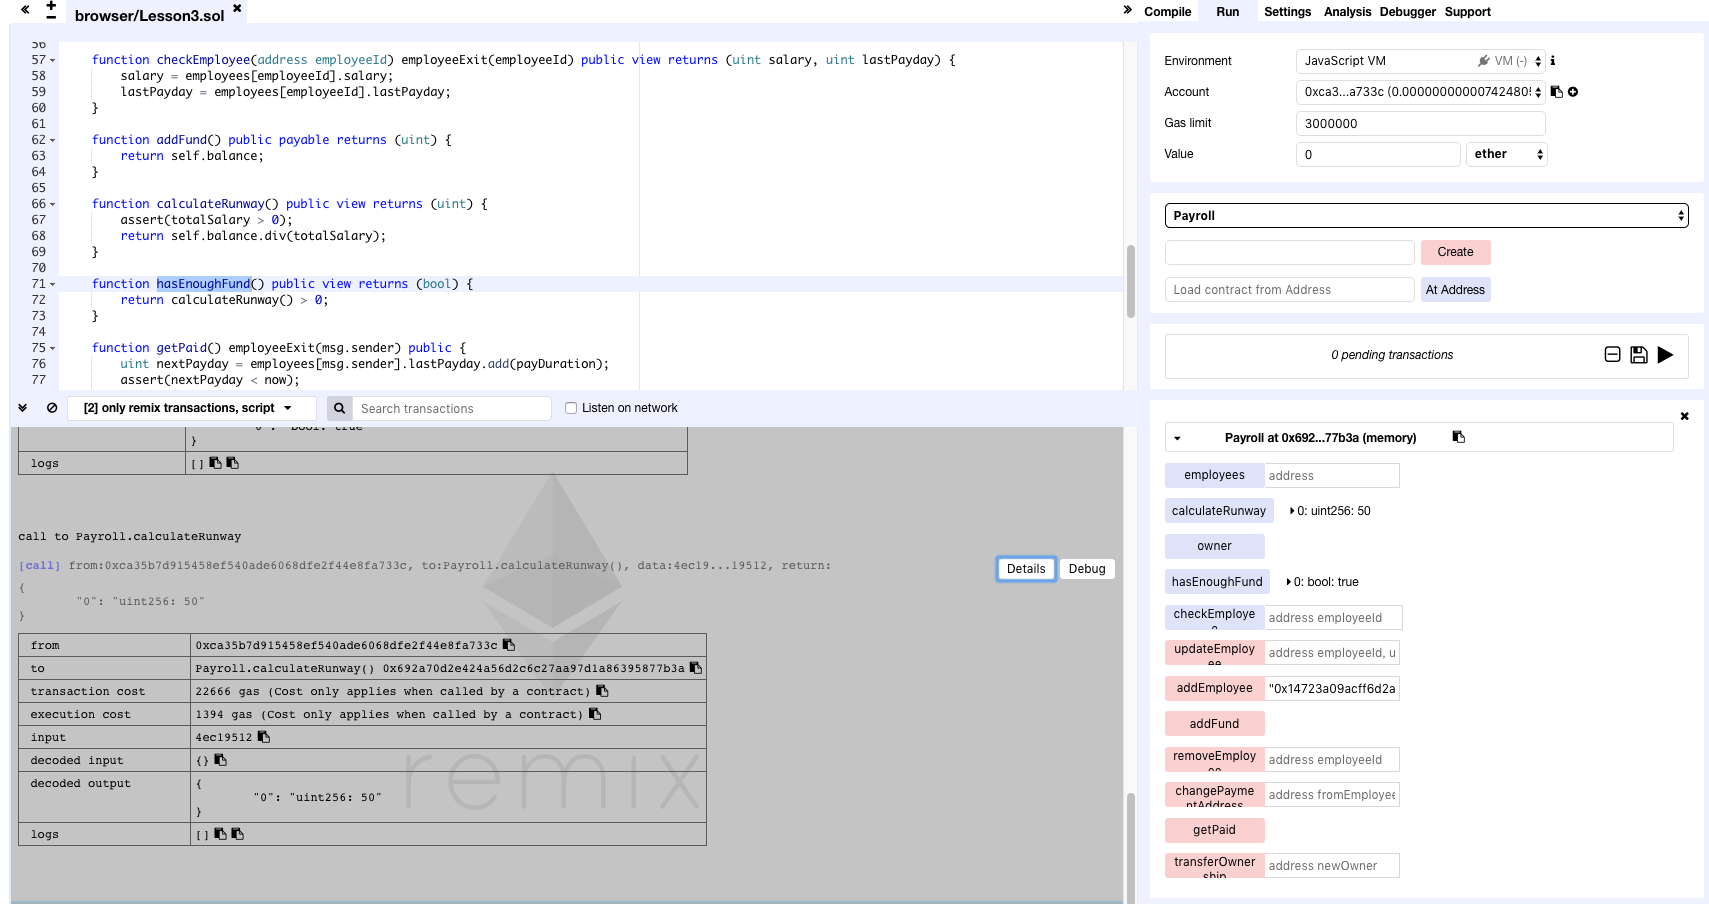 browser/Lesson3.sol
56
57 function checkEmployee(address employeeId) employeeExit(employeeId) public view returns (uint salary, uint lastPayday) {
58 salary = employees[employeeId].salary;
59 lastPayday = employees[employeeId].lastPayday;
60 }
61
62 function addFund() public payable returns (uint) {
63 return self.balance;
64 }
65
66 function calculateRunway() public view returns (uint) {
67 assert(totalSalary > 0);
68 return self.balance.div(totalSalary);
69 }
70
71 function hasEnoughFund() public view returns (bool) {
72 return calculateRunway() > 0;
73 }
74
75 function getPaid() employeeExit(msg.sender) public {
76 uint nextPayday = employees[msg.sender].lastPayday.add(payDuration);
77 assert(nextPayday < now);
[2] only remix transactions, script
Search transactions
Listen on network
"0": "bool: true"
}
logs []
call to Payroll.calculateRunway
[call] from:0xca35b7d915458ef540ade6068dfe2f44e8fa733c, to:Payroll.calculateRunway(), data:4ec19...19512, return:
{
"0": "uint256: 50"
}
Details Debug
from 0xca35b7d915458ef540ade6068dfe2f44e8fa733c
to Payroll.calculateRunway() 0x692a70d2e424a56d2c6c27aa97d1a86395877b3a
transaction cost 22666 gas (Cost only applies when called by a contract)
execution cost 1394 gas (Cost only applies when called by a contract)
input 4ec19512
decoded input {}
decoded output {
"0": "uint256: 50"
}
logs []
remix
Compile Run Settings Analysis Debugger Support
Environment JavaScript VM VM (-)
Account 0xca3...a733c (0.000000000007424805
Gas limit 3000000
Value 0 ether
Payroll
Create
Load contract from Address At Address
0 pending transactions
Payroll at 0x692...77b3a (memory)
employees address
calculateRunway 0: uint256: 50
owner
hasEnoughFund 0: bool: true
checkEmployee address employeeId
updateEmployee address employeeId, u
addEmployee "0x14723a09acff6d2a
addFund
removeEmployee address employeeId
changePaymentAddress address fromEmployee
getPaid
transferOwnership address newOwner